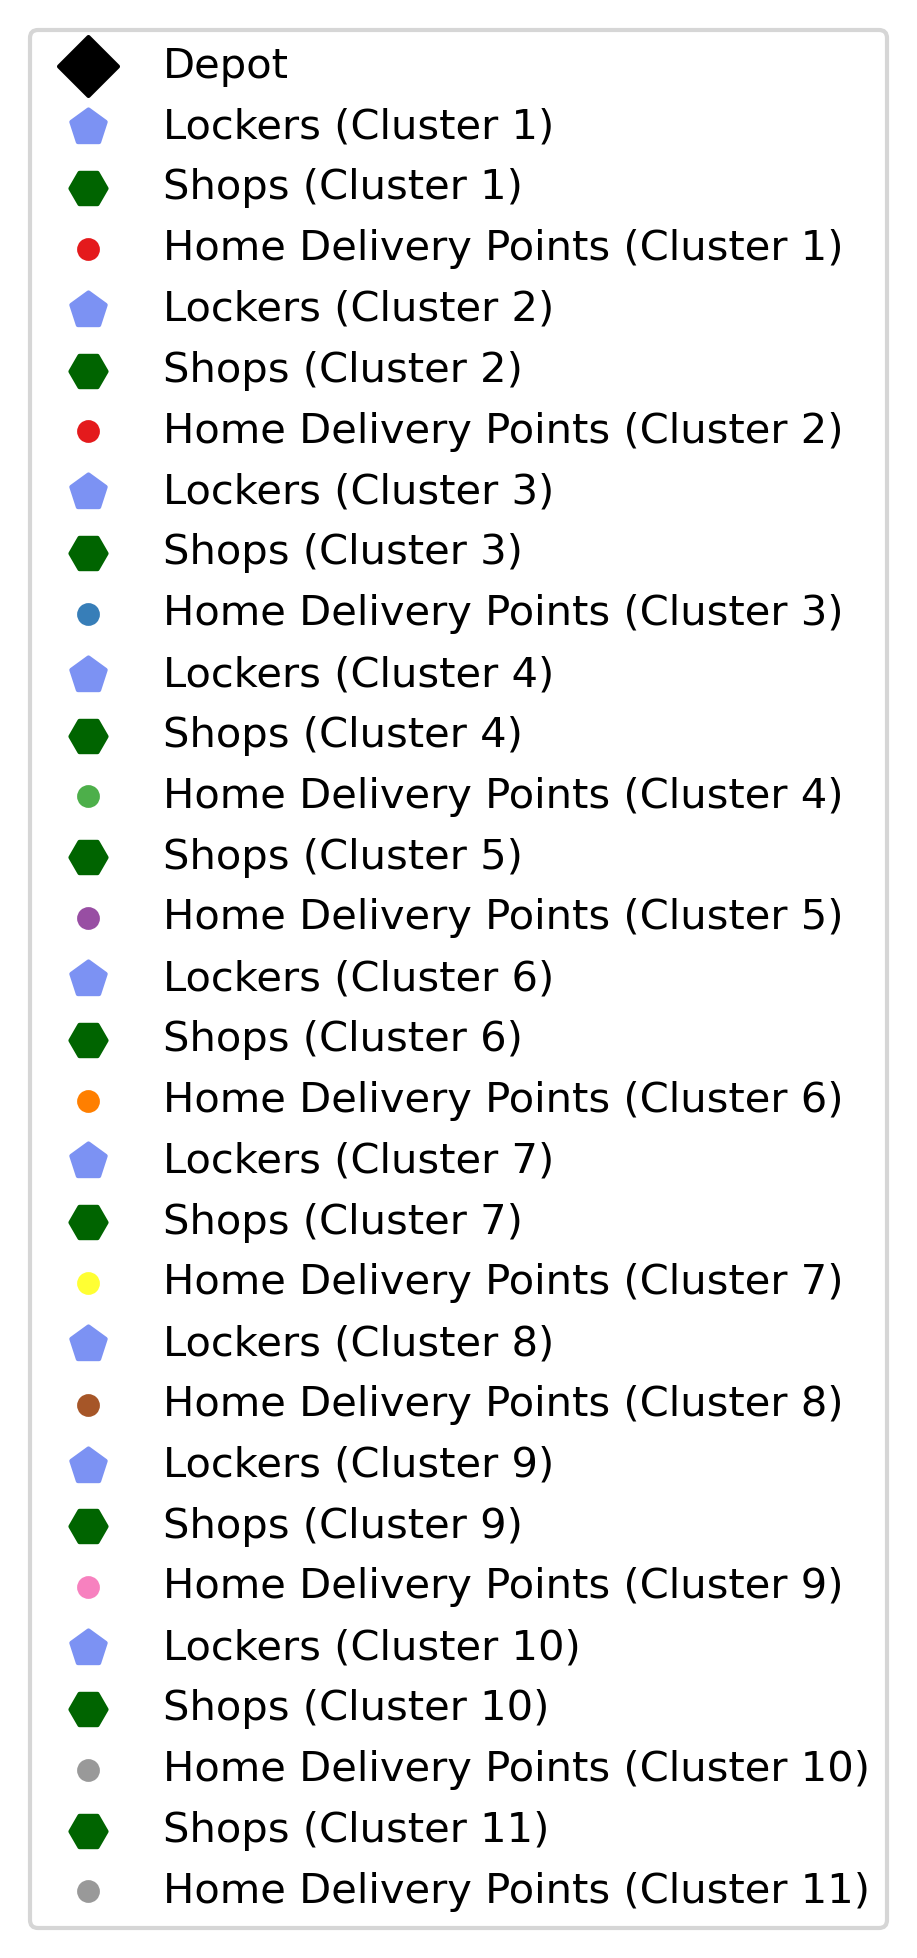 Depot
Lockers (Cluster 1)
Shops (Cluster 1)
Home Delivery Points (Cluster 1)
Lockers (Cluster 2)
Shops (Cluster 2)
Home Delivery Points (Cluster 2)
Lockers (Cluster 3)
Shops (Cluster 3)
Home Delivery Points (Cluster 3)
Lockers (Cluster 4)
Shops (Cluster 4)
Home Delivery Points (Cluster 4)
Shops (Cluster 5)
Home Delivery Points (Cluster 5)
Lockers (Cluster 6)
Shops (Cluster 6)
Home Delivery Points (Cluster 6)
Lockers (Cluster 7)
Shops (Cluster 7)
Home Delivery Points (Cluster 7)
Lockers (Cluster 8)
Home Delivery Points (Cluster 8)
Lockers (Cluster 9)
Shops (Cluster 9)
Home Delivery Points (Cluster 9)
Lockers (Cluster 10)
Shops (Cluster 10)
Home Delivery Points (Cluster 10)
Shops (Cluster 11)
Home Delivery Points (Cluster 11)